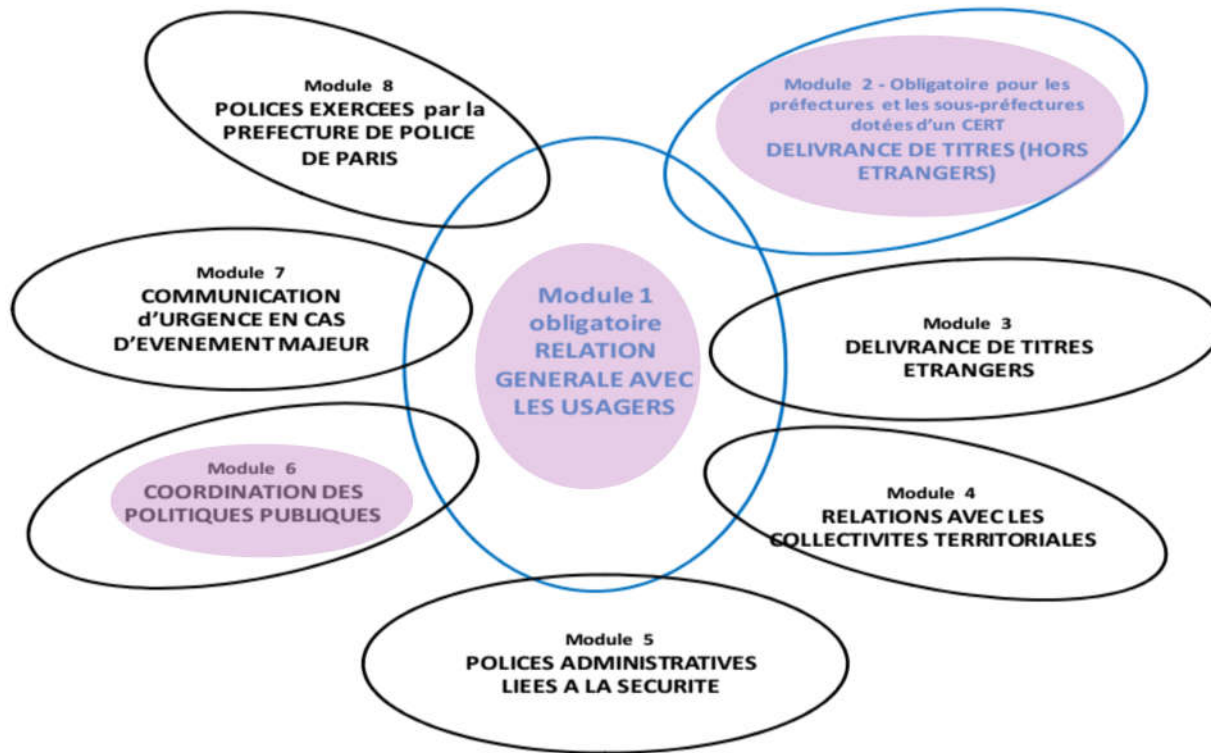 Module 8
POLICES EXERCEES par la
PREFECTURE DE POLICE
DE PARIS
Module 2 - Obligatoire pour les
préfectures et les sous-préfectures
dotées d'un CERT
DELIVRANCE DE TITRES (HORS
ETRANGERS)
Module 7
COMMUNICATION
d'URGENCE EN CAS
D'EVENEMENT MAJEUR
Module 1
obligatoire
RELATION
GENERALE AVEC
LES USAGERS
Module 3
DELIVRANCE DE TITRES
ETRANGERS
Module 6
COORDINATION DES
POLITIQUES PUBLIQUES
Module 4
RELATIONS AVEC LES
COLLECTIVITES TERRITORIALES
Module 5
POLICES ADMINISTRATIVES
LIEES A LA SECURITE